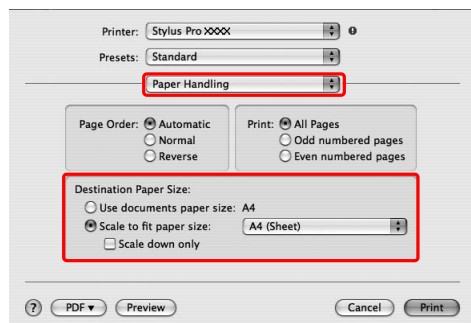 Printer: Stylus Pro XXXX
Presets: Standard
Paper Handling
Page Order: Automatic
Normal
Reverse
Print: All Pages
Odd numbered pages
Even numbered pages
Destination Paper Size:
Use documents paper size: A4
Scale to fit paper size: A4 (Sheet)
Scale down only
? PDF ▾ Preview Cancel Print